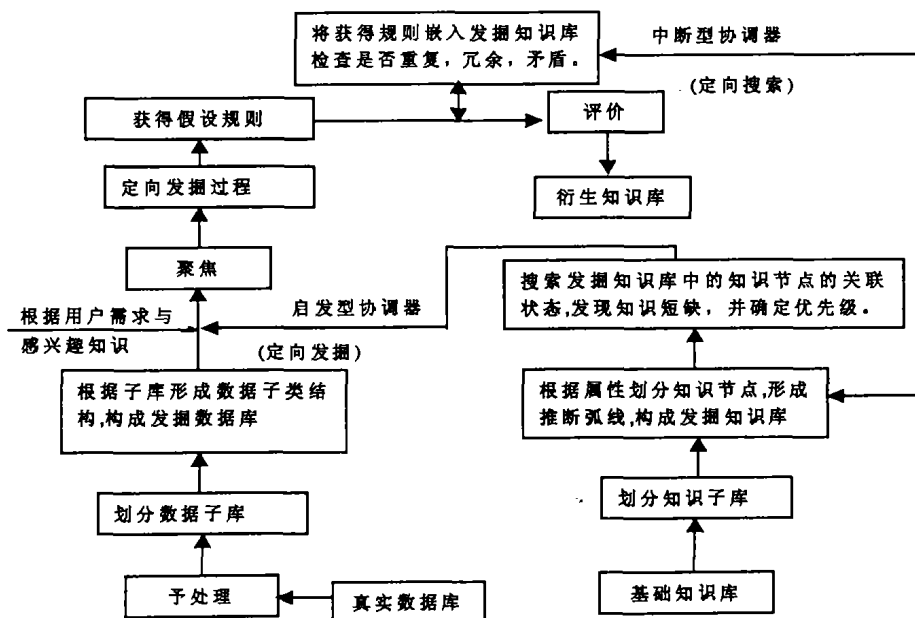 将获得规则嵌入发掘知识库
检查是否重复，冗余，矛盾。
中断型协调器
(定向搜索)
获得假设规则
评价
定向发掘过程
衍生知识库
聚焦
搜索发掘知识库中的知识节点的关联
状态,发现知识短缺，并确定优先级。
根据用户需求与
感兴趣知识
启发型协调器
(定向发掘)
根据子库形成数据子类结
构,构成发掘数据库
根据属性划分知识节点,形成
推断弧线,构成发掘知识库
划分数据子库
划分知识子库
予处理
真实数据库
基础知识库